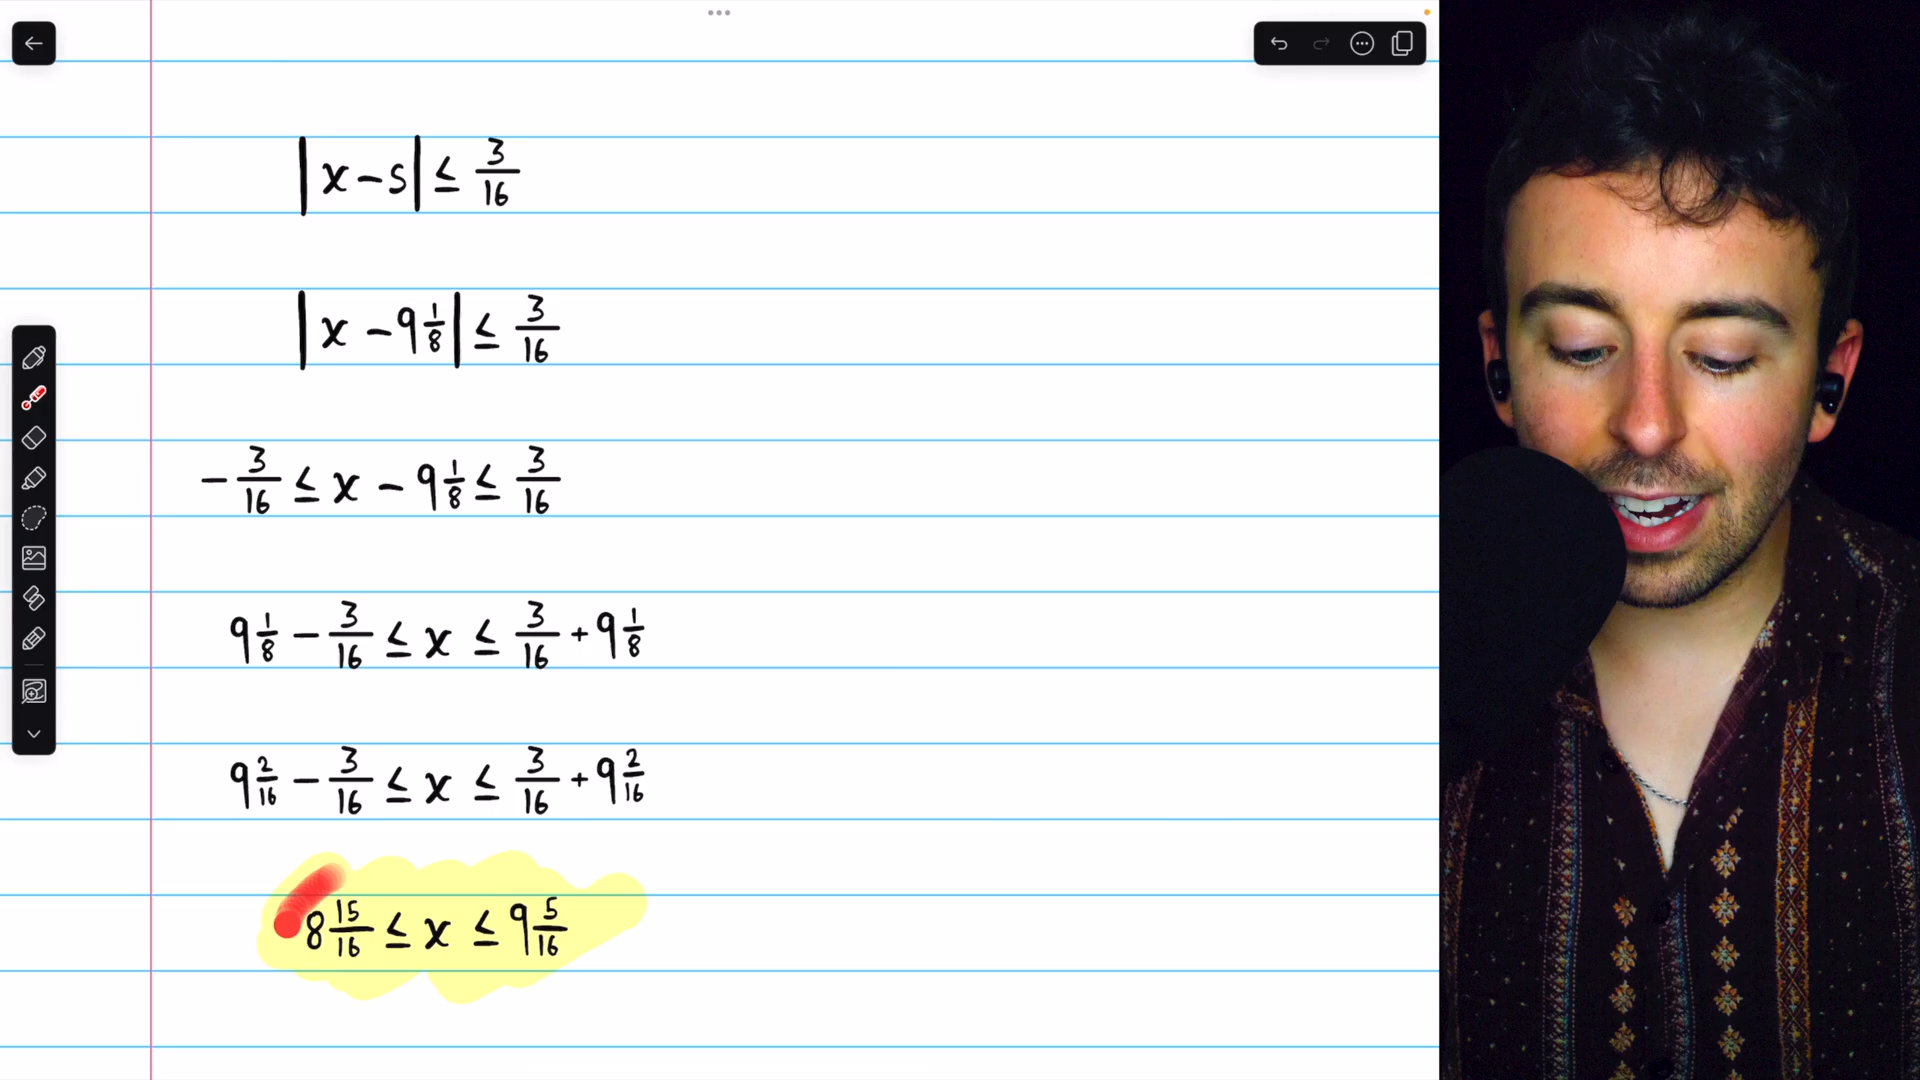 |x - s| ≤ 3/16
|x - 9 1/8| ≤ 3/16
-3/16 ≤ x - 9 1/8 ≤ 3/16
9 1/8 - 3/16 ≤ x ≤ 3/16 + 9 1/8
9 2/16 - 3/16 ≤ x ≤ 3/16 + 9 2/16
8 15/16 ≤ x ≤ 9 5/16